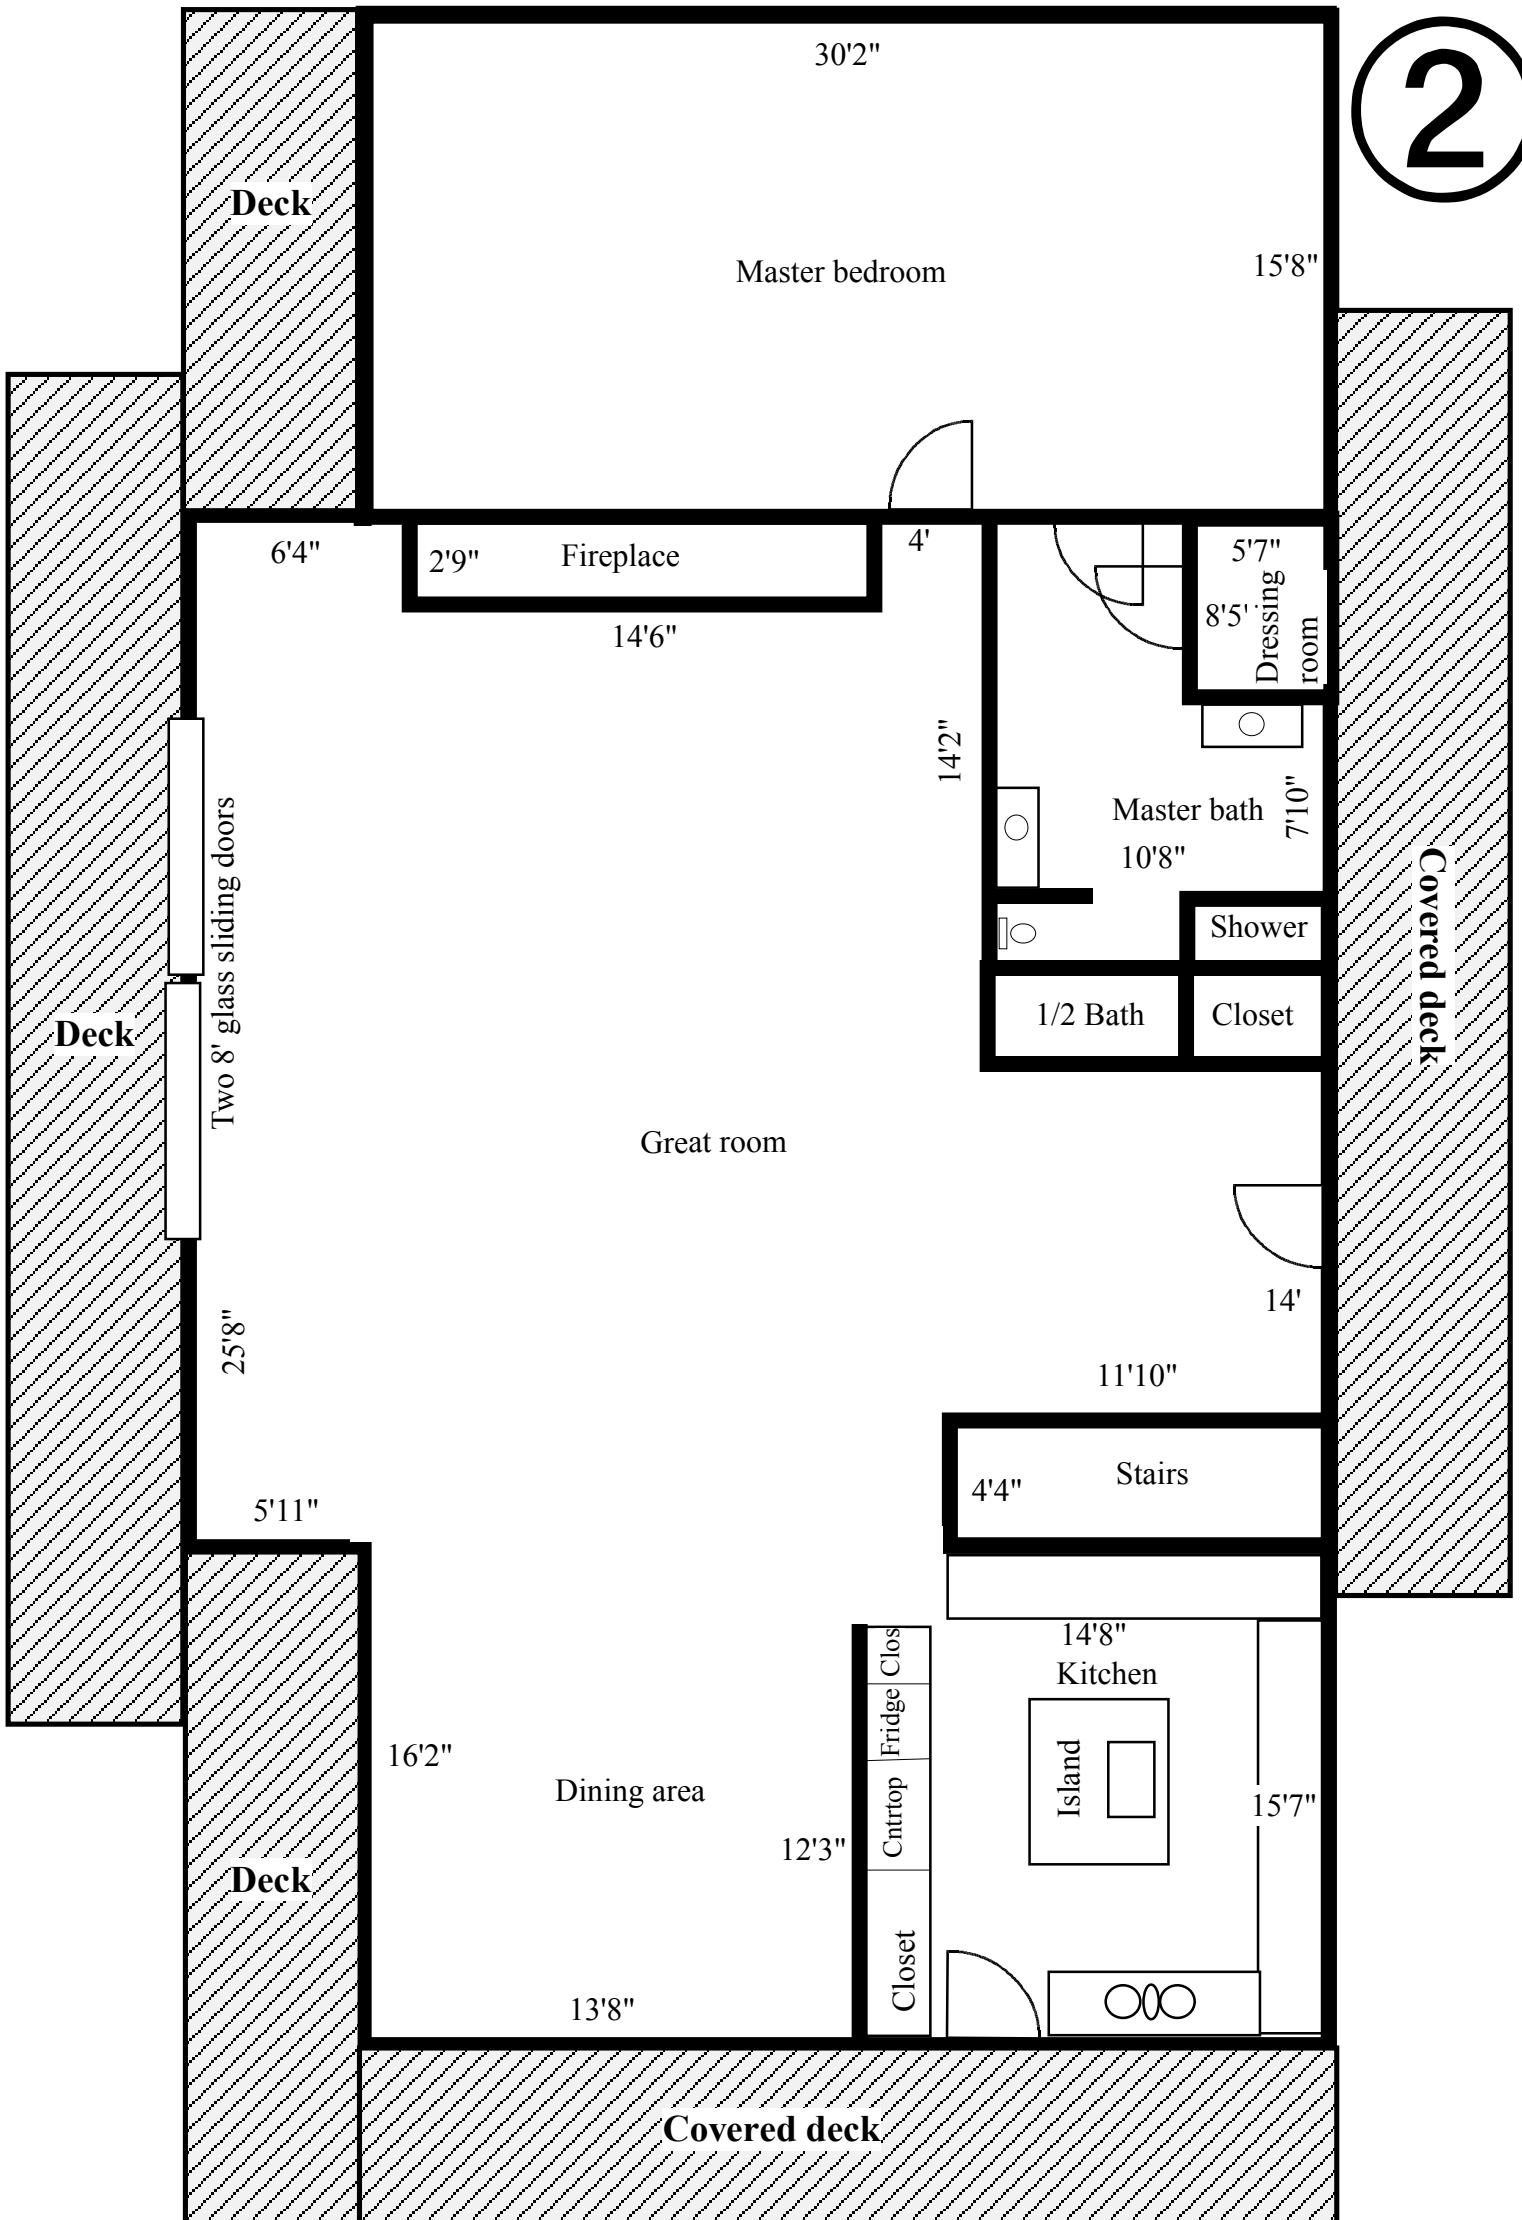 2
30'2"
Deck
Master bedroom
15'8"
6'4"
2'9"
Fireplace
4'
5'7"
8'5'
Dressing
room
14'6"
14'2"
Two 8' glass sliding doors
Master bath
10'8"
7'10"
Shower
1/2 Bath
Closet
Deck
Covered deck
Great room
14'
25'8"
11'10"
5'11"
4'4"
Stairs
14'8"
Kitchen
Clos
Fridge
Cntrtop
Closet
Island
15'7"
16'2"
Dining area
12'3"
Deck
13'8"
Covered deck